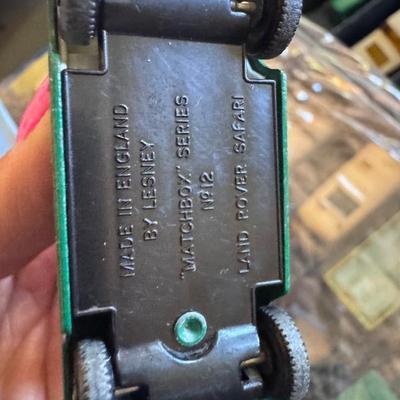 MADE IN ENGLAND
BY LESNEY
"MATCHBOX" SERIES
Nº12
LAND ROVER SAFARI